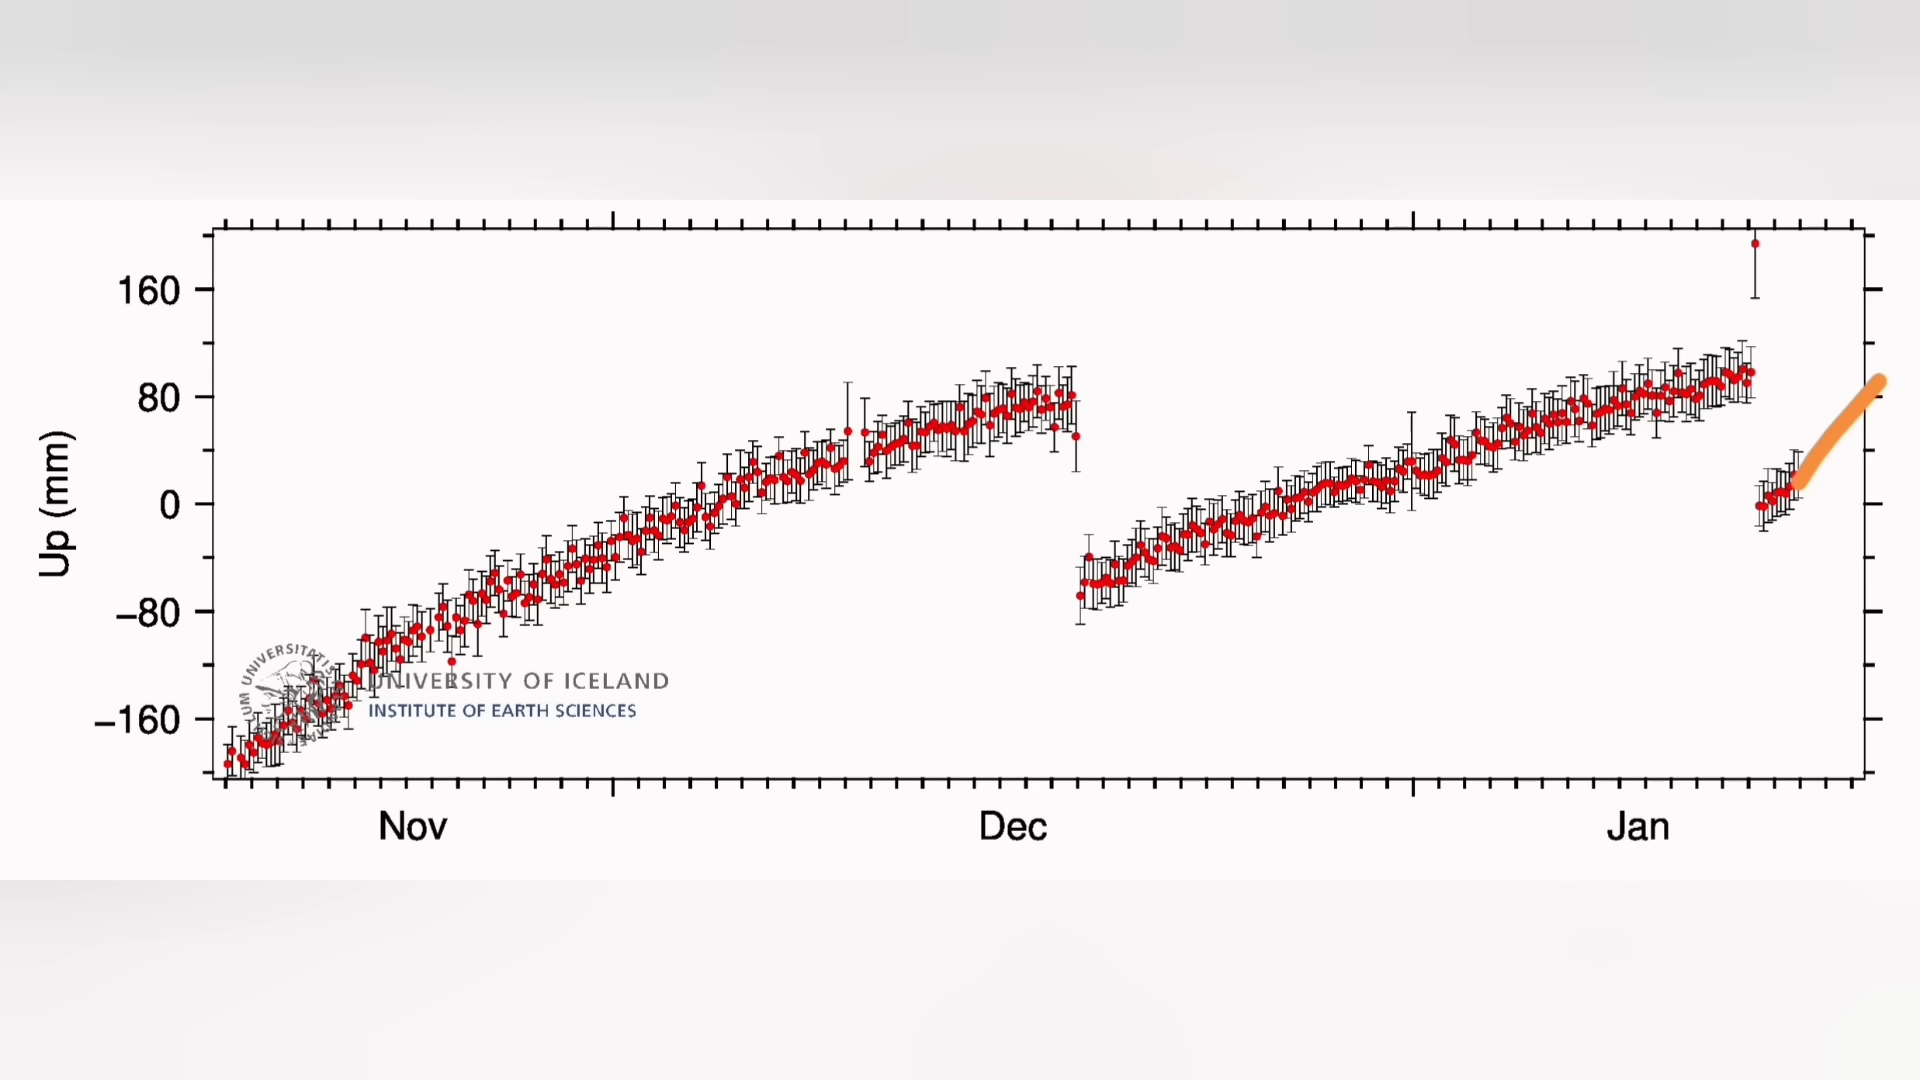 160
80
0
−80
−160
Up (mm)
UNIVERSITY OF ICELAND
INSTITUTE OF EARTH SCIENCES
Nov Dec Jan